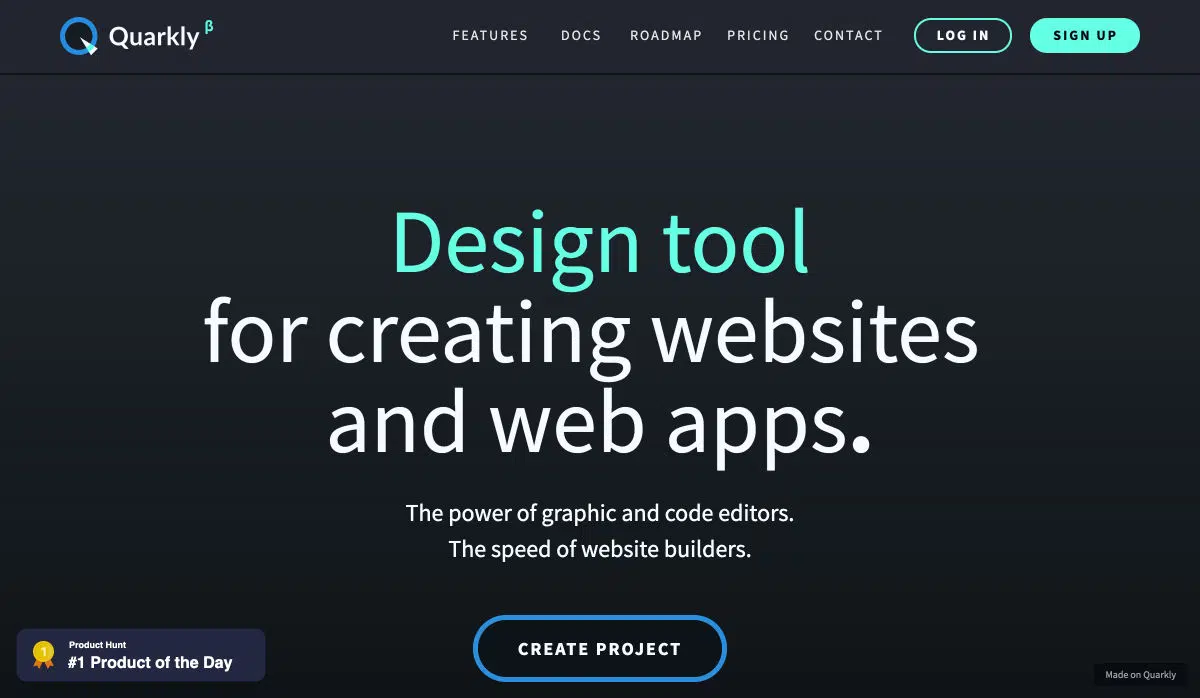 Quarkly β
FEATURES
DOCS
ROADMAP
PRICING
CONTACT
LOG IN
SIGN UP
Design tool
for creating websites
and web apps.
The power of graphic and code editors.
The speed of website builders.
CREATE PROJECT
1
Product Hunt
#1 Product of the Day
Made on Quarkly